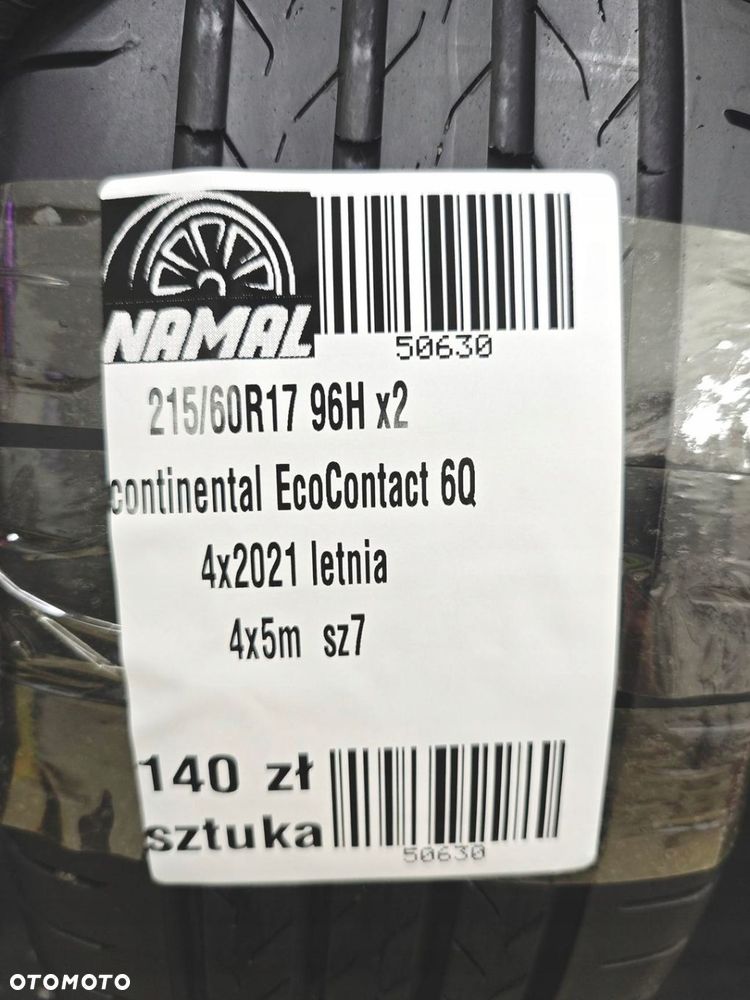 NAMAL
50630
215/60R17 96H x2
continental EcoContact 6Q
4x2021 letnia
4x5m sz7
140 zł
sztuka
50630
OTOMOTO